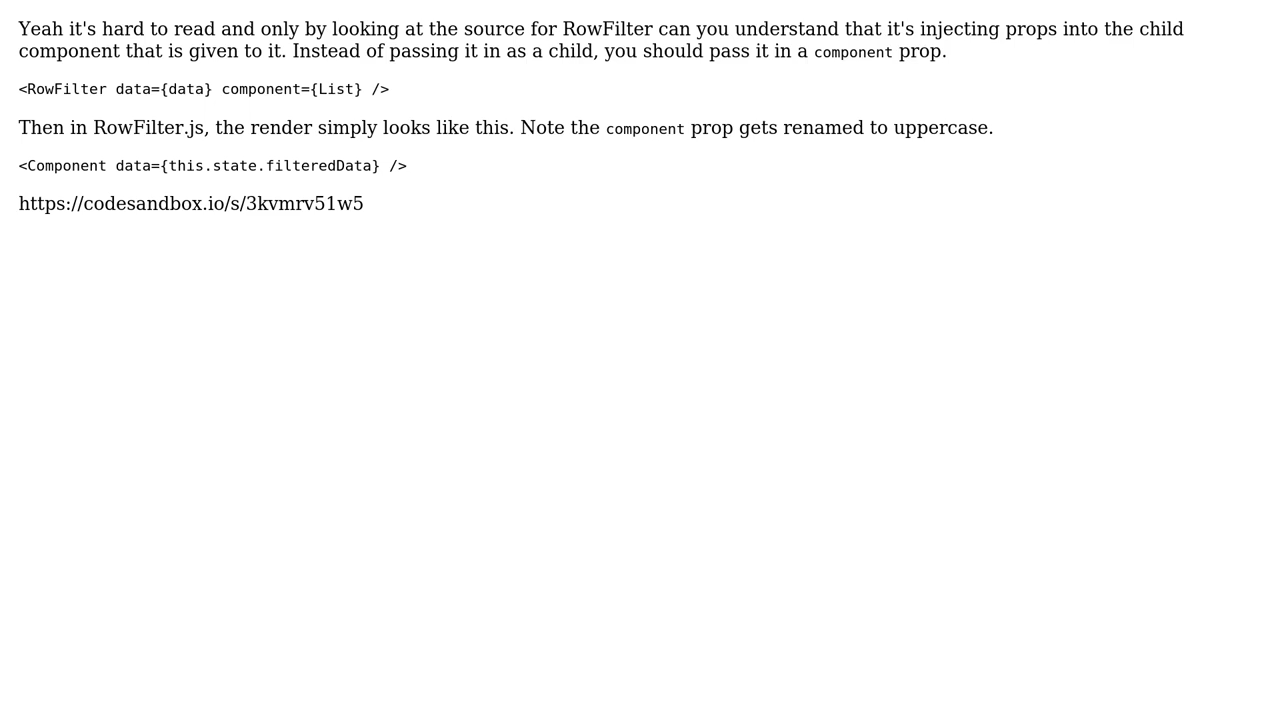 Yeah it's hard to read and only by looking at the source for RowFilter can you understand that it's injecting props into the child
component that is given to it. Instead of passing it in as a child, you should pass it in a component prop.
<RowFilter data={data} component={List} />
Then in RowFilter.js, the render simply looks like this. Note the component prop gets renamed to uppercase.
<Component data={this.state.filteredData} />
https://codesandbox.io/s/3kvmrv51w5